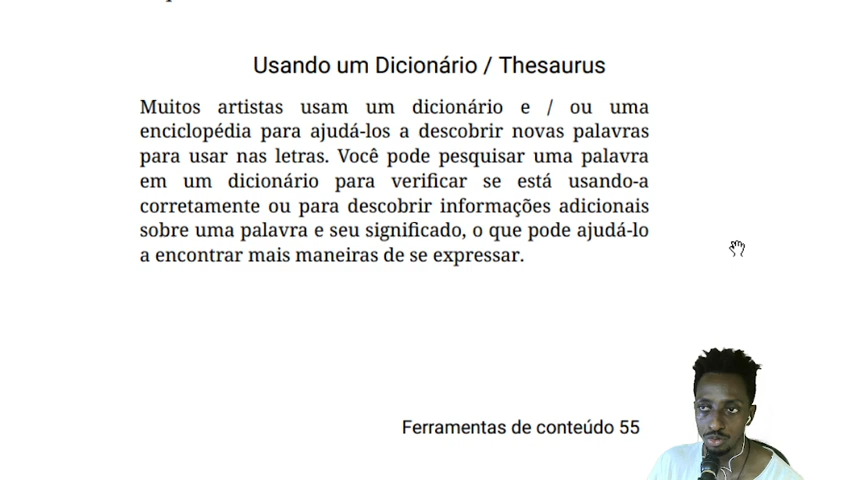 Usando um Dicionário / Thesaurus
Muitos artistas usam um dicionário e / ou uma
enciclopédia para ajudá-los a descobrir novas palavras
para usar nas letras. Você pode pesquisar uma palavra
em um dicionário para verificar se está usando-a
corretamente ou para descobrir informações adicionais
sobre uma palavra e seu significado, o que pode ajudá-lo
a encontrar mais maneiras de se expressar.
Ferramentas de conteúdo 55